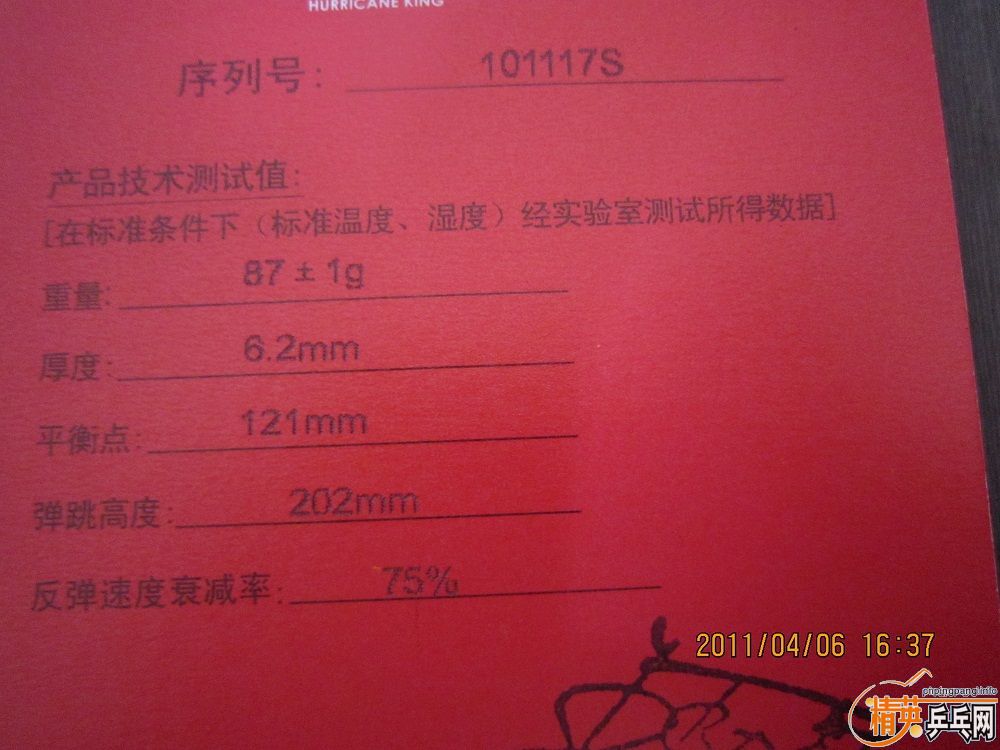 HURRICANE KING
序列号: 101117S
产品技术测试值:
[在标准条件下（标准温度、湿度）经实验室测试所得数据]
重量: 87±1g
厚度: 6.2mm
平衡点: 121mm
弹跳高度: 202mm
反弹速度衰减率: 75%
2011/04/06 16:37
phpingpang.info
精英乒乓网